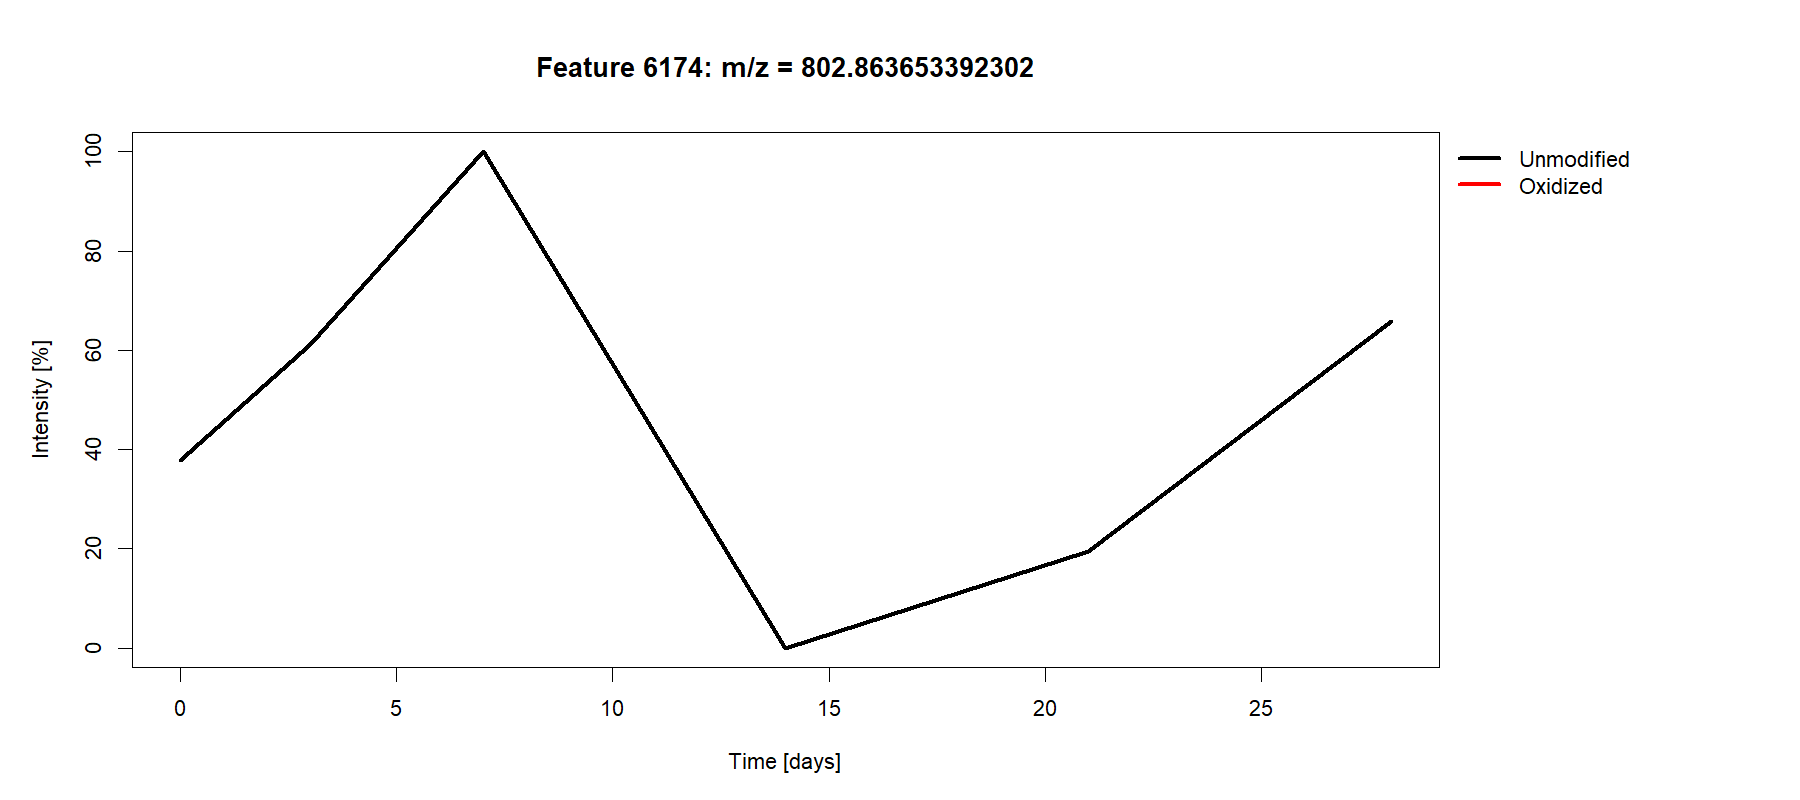 Feature 6174: m/z = 802.863653392302
Unmodified
Oxidized
Intensity [%]
100
80
60
40
20
0
0 5 10 15 20 25
Time [days]